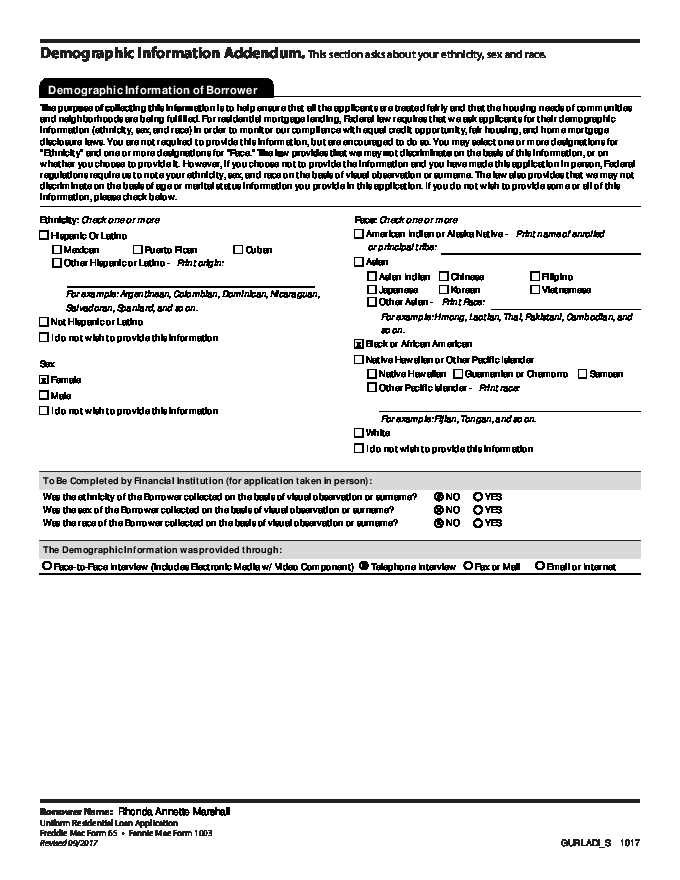 Demographic Information Addendum. This section asks about your ethnicity, sex and race.
Demographic Information of Borrower
The purpose of collecting this information is to help ensure that all the applicants are treated fairly and that the housing needs of communities
and neighborhoods are being fulfilled. For residential mortgage lending, Federal law requires that we ask applicants for their demographic
information (ethnicity, sex, and race) in order to monitor our compliance with equal credit opportunity, fair housing, and home mortgage
disclosure laws. You are not required to provide this information, but are encouraged to do so. You may select one or more designations for
"Ethnicity" and one or more designations for "Race." The law provides that we may not discriminate on the basis of this information, or on
whether you choose to provide it. However, if you choose not to provide the information and you have made this application in person, Federal
regulations require us to note your ethnicity, sex, and race on the basis of visual observation or surname. The law also provides that we may not
discriminate on the basis of age or marital status information you provide in this application. If you do not wish to provide some or all of this
information, please check below.
Ethnicity: Check one or more
Hispanic Or Latino
Mexican Puerto Rican Cuban
Other Hispanic or Latino - Print origin:
For example: Argentinean, Colombian, Dominican, Nicaraguan,
Salvadoran, Spaniard, and so on.
Not Hispanic or Latino
I do not wish to provide this information
Sex
x Female
Male
I do not wish to provide this information
Race: Check one or more
American Indian or Alaska Native - Print name of enrolled
or principal tribe:
Asian
Asian Indian Chinese Filipino
Japanese Korean Vietnamese
Other Asian - Print Race:
For example: Hmong, Laotian, Thai, Pakistani, Cambodian, and
so on.
x Black or African American
Native Hawaiian or Other Pacific Islander
Native Hawaiian Guamanian or Chamorro Samoan
Other Pacific Islander - Print race:
For example: Fijian, Tongan, and so on.
White
I do not wish to provide this information
To Be Completed by Financial Institution (for application taken in person):
Was the ethnicity of the Borrower collected on the basis of visual observation or surname? NO YES
Was the sex of the Borrower collected on the basis of visual observation or surname? NO YES
Was the race of the Borrower collected on the basis of visual observation or surname? NO YES
The Demographic Information was provided through:
Face-to-Face Interview (includes Electronic Media w/ Video Component) Telephone Interview Fax or Mail Email or Internet
Borrower Name: Rhonda Annette Marshall
Uniform Residential Loan Application
Freddie Mac Form 65 • Fannie Mae Form 1003
Revised 09/2017
GURLADI_S 1017